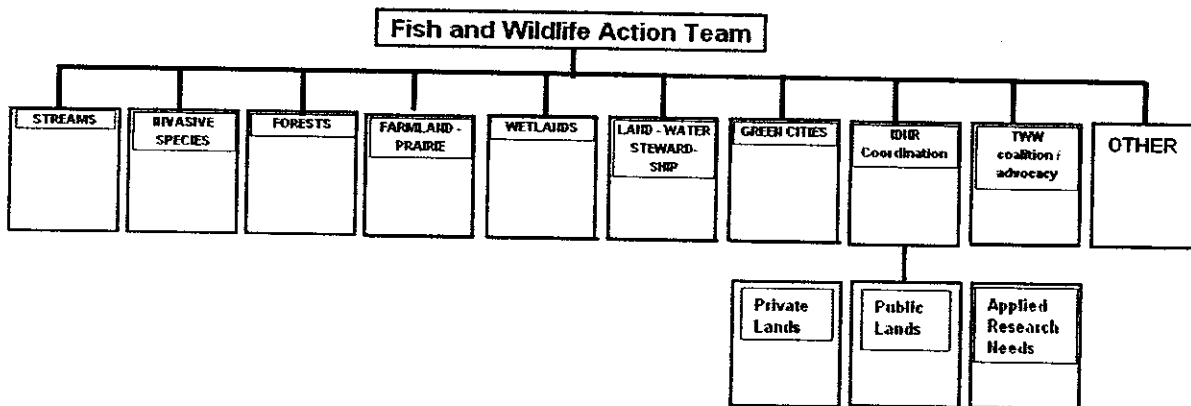 Fish and Wildlife Action Team
STREAMS
INVASIVE
SPECIES
FORESTS
FARMLAND -
PRAIRIE
WETLANDS
LAND - WATER
STEWARD-
SHIP
GREEN CITIES
IDNR
Coordination
TWW
coalition /
advocacy
OTHER
Private
Lands
Public
Lands
Applied
Research
Needs